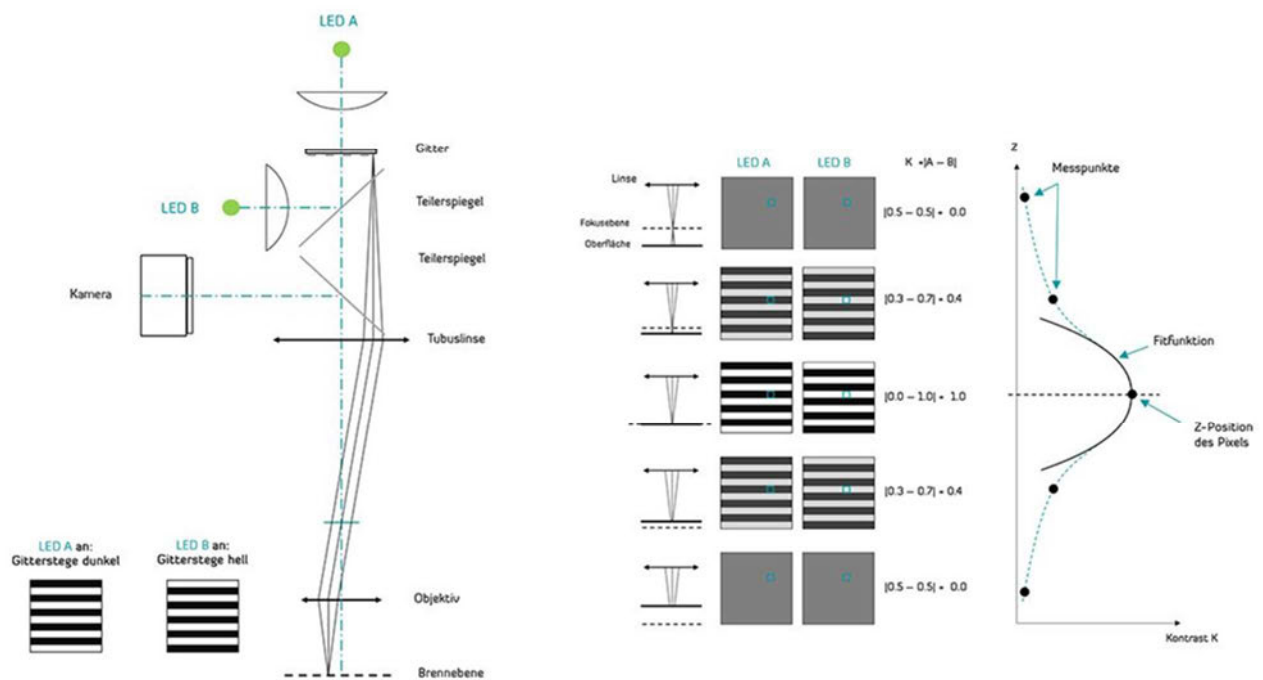 LED A
Gitter
LED B
Teilerspiegel
Teilerspiegel
Kamera
Tubuslinse
LED A an:
Gitterstege dunkel
LED B an:
Gitterstege hell
Objektiv
Brennebene
LED A
LED B
K =|A – B|
Linse
Fokusebene
Oberfläche
|0.5 – 0.5| = 0.0
|0.3 – 0.7| = 0.4
|0.0 – 1.0| = 1.0
|0.3 – 0.7| = 0.4
|0.5 – 0.5| = 0.0
Z
Messpunkte
Fitfunktion
Z-Position
des Pixels
Kontrast K